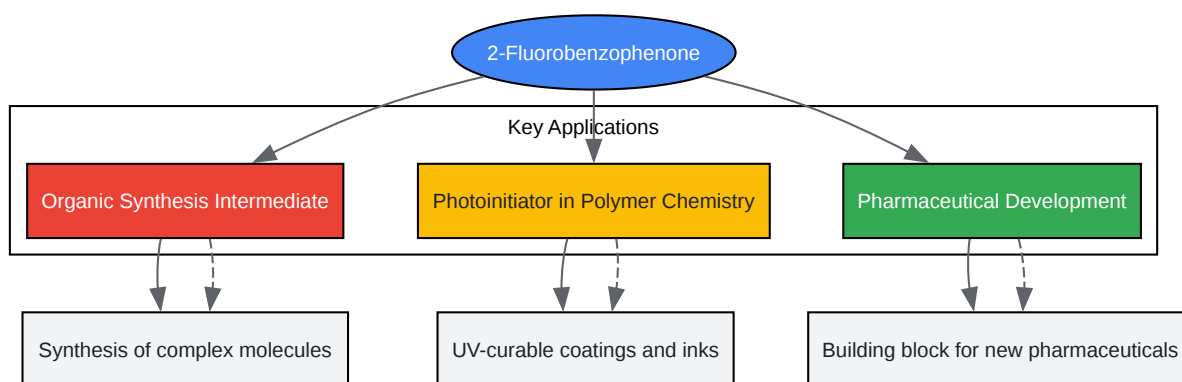 2-Fluorobenzophenone
Key Applications
Organic Synthesis Intermediate
Photoinitiator in Polymer Chemistry
Pharmaceutical Development
Synthesis of complex molecules
UV-curable coatings and inks
Building block for new pharmaceuticals